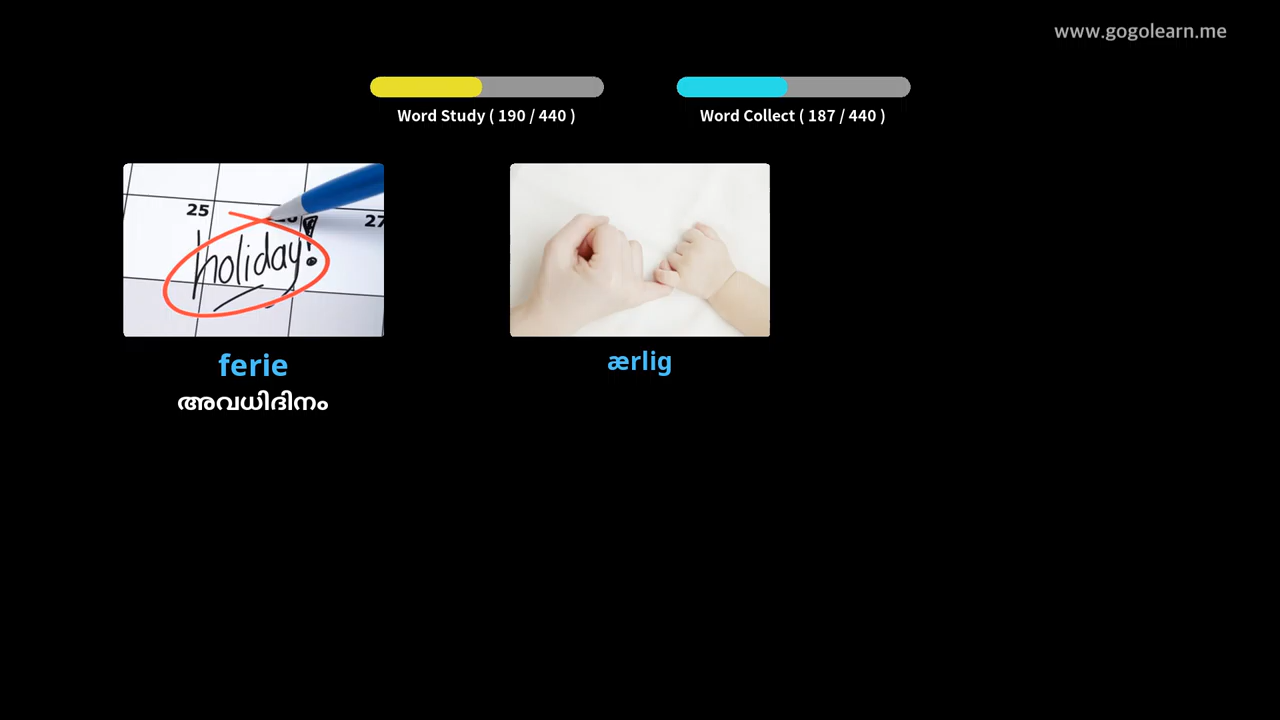 www.gogolearn.me
Word Study ( 190 / 440 )
Word Collect ( 187 / 440 )
25
27
holiday!
ferie
അവധിദിനം
ærlig